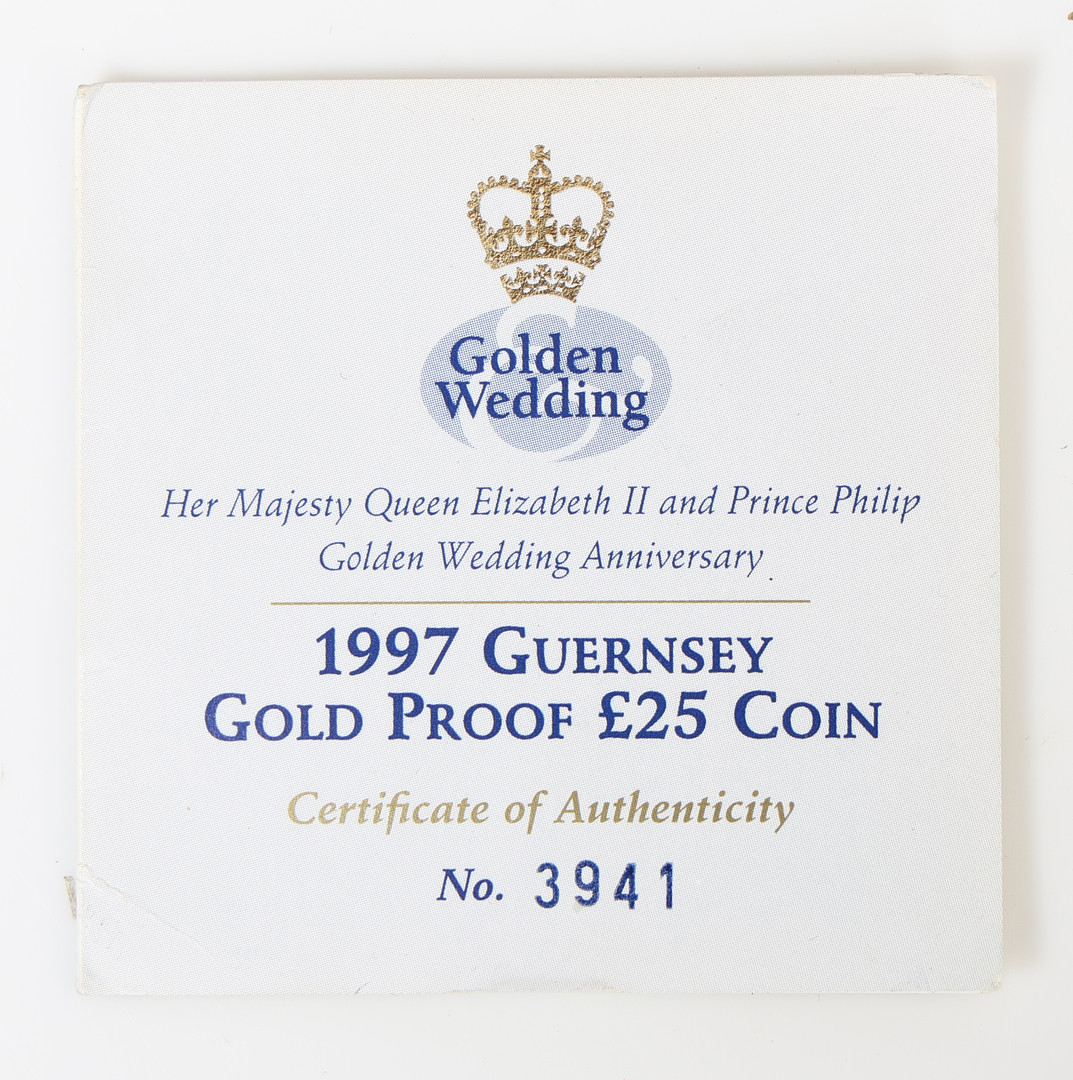 Golden
Wedding
Her Majesty Queen Elizabeth II and Prince Philip
Golden Wedding Anniversary
1997 GUERNSEY
GOLD PROOF £25 COIN
Certificate of Authenticity
No. 3941